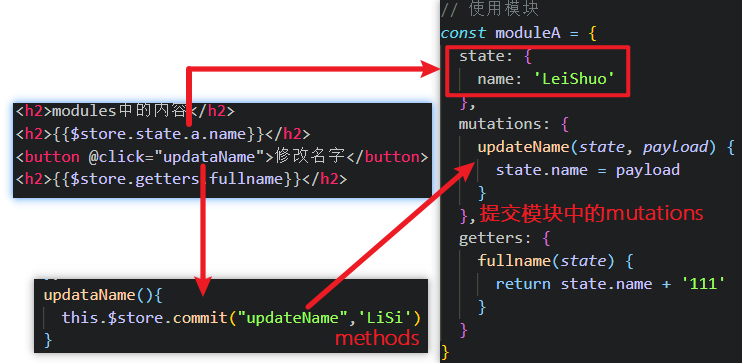 <h2>modules中的内容</h2>
<h2>{{$store.state.a.name}}</h2>
<button @click="updataName">修改名字</button>
<h2>{{$store.getters.fullname}}</h2>
updataName(){
this.$store.commit("updateName",'LiSi')
}
methods
// 使用模块
const moduleA = {
state: {
name: 'LeiShuo'
},
mutations: {
updateName(state, payload) {
state.name = payload
}
},提交模块中的mutations
getters: {
fullname(state) {
return state.name + '111'
}
}
}